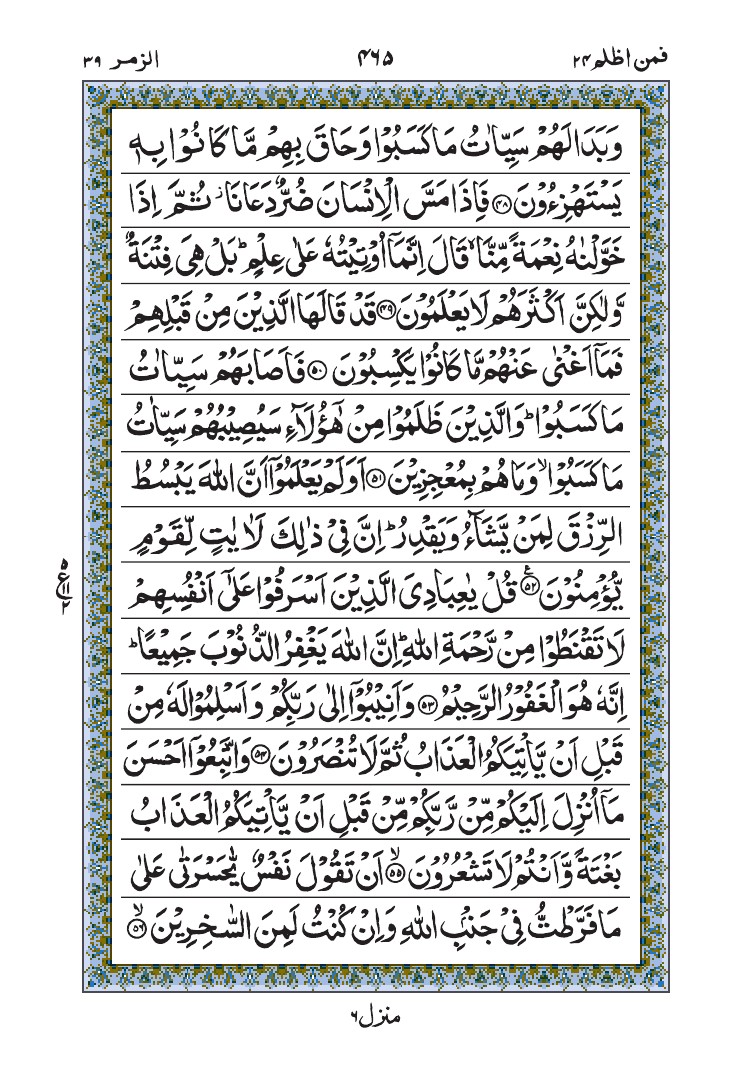 فمن اظلم ۲۴ ۴۶۵ الزمر ۳۹
وَبَدَا لَهُمْ سَيِّاٰتُ مَا كَسَبُوْا وَحَاقَ بِهِمْ مَّا كَانُوْا بِهٖ
يَسْتَهْزِءُوْنَ ﴿۴۸﴾ فَاِذَا مَسَّ الْاِنْسَانَ ضُرٌّ دَعَانَا ز ثُمَّ اِذَا
خَوَّلْنٰهُ نِعْمَةً مِّنَّا ۙ قَالَ اِنَّمَاۤ اُوْتِيْتُهٗ عَلٰى عِلْمٍ ؕ بَلْ هِىَ فِتْنَةٌ
وَّلٰكِنَّ اَكْثَرَهُمْ لَا يَعْلَمُوْنَ ﴿۴۹﴾ قَدْ قَالَهَا الَّذِيْنَ مِنْ قَبْلِهِمْ
فَمَاۤ اَغْنٰى عَنْهُمْ مَّا كَانُوْا يَكْسِبُوْنَ ﴿۵۰﴾ فَاَصَابَهُمْ سَيِّاٰتُ
مَا كَسَبُوْا ؕ وَالَّذِيْنَ ظَلَمُوْا مِنْ هٰٓؤُلَآءِ سَيُصِيْبُهُمْ سَيِّاٰتُ
مَا كَسَبُوْا ۙ وَمَا هُمْ بِمُعْجِزِيْنَ ﴿۵۱﴾ اَوَلَمْ يَعْلَمُوْۤا اَنَّ اللّٰهَ يَبْسُطُ
الرِّزْقَ لِمَنْ يَّشَآءُ وَيَقْدِرُ ؕ اِنَّ فِىْ ذٰلِكَ لَاٰيٰتٍ لِّقَوْمٍ
يُّؤْمِنُوْنَ ﴿۵۲﴾ ع قُلْ يٰعِبَادِىَ الَّذِيْنَ اَسْرَفُوْا عَلٰٓى اَنْفُسِهِمْ
لَا تَقْنَطُوْا مِنْ رَّحْمَةِ اللّٰهِ ؕ اِنَّ اللّٰهَ يَغْفِرُ الذُّنُوْبَ جَمِيْعًا ؕ
اِنَّهٗ هُوَ الْغَفُوْرُ الرَّحِيْمُ ﴿۵۳﴾ وَاَنِيْبُوْۤا اِلٰى رَبِّكُمْ وَاَسْلِمُوْا لَهٗ مِنْ
قَبْلِ اَنْ يَّاْتِيَكُمُ الْعَذَابُ ثُمَّ لَا تُنْصَرُوْنَ ﴿۵۴﴾ وَاتَّبِعُوْۤا اَحْسَنَ
مَاۤ اُنْزِلَ اِلَيْكُمْ مِّنْ رَّبِّكُمْ مِّنْ قَبْلِ اَنْ يَّاْتِيَكُمُ الْعَذَابُ
بَغْتَةً وَّاَنْتُمْ لَا تَشْعُرُوْنَ ﴿۵۵﴾ ۙ اَنْ تَقُوْلَ نَفْسٌ يّٰحَسْرَتٰى عَلٰى
مَا فَرَّطْتُّ فِىْ جَنْۢبِ اللّٰهِ وَاِنْ كُنْتُ لَمِنَ السّٰخِرِيْنَ ﴿۵۶﴾ ۙ
منزل ۶